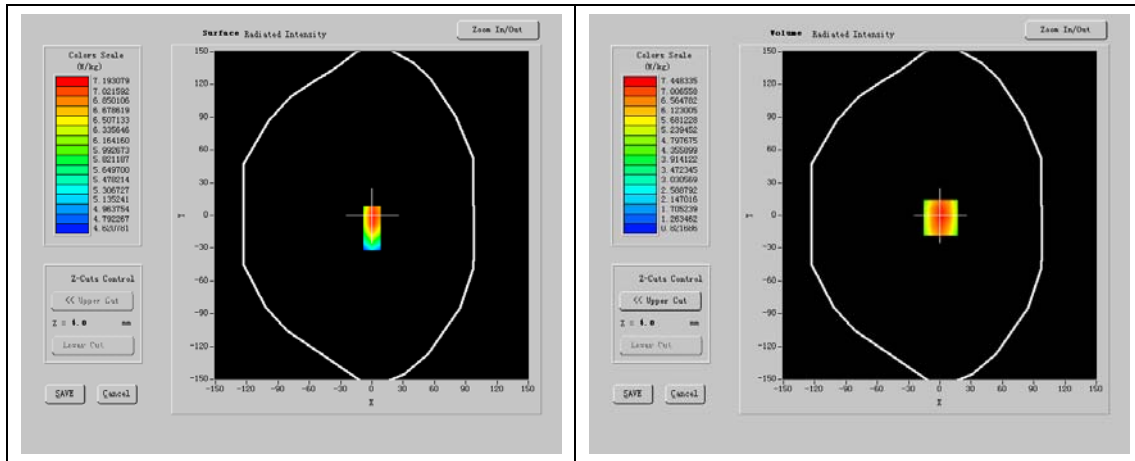 Surface Radiated Intensity
Zoom In/Out
Colors Scale
(W/kg)
7.193079
7.021592
6.850106
6.678619
6.507133
6.335646
6.164160
5.992673
5.821187
5.649700
5.478214
5.306727
5.135241
4.963754
4.792267
4.620781
150
120
90
60
30
0
-30
-60
-90
-120
-150
Y
-150 -120 -90 -60 -30 0 30 60 90 120 150
X
Z-Cuts Control
<< Upper Cut
Z = 4.0 mm
Lower Cut
SAVE
Cancel
Volume Radiated Intensity
Zoom In/Out
Colors Scale
(W/kg)
7.448335
7.006558
6.564782
6.123005
5.681228
5.239452
4.797675
4.355899
3.914122
3.472345
3.030569
2.588792
2.147016
1.705239
1.263462
0.821686
150
120
90
60
30
0
-30
-60
-90
-120
-150
Y
-150 -120 -90 -60 -30 0 30 60 90 120 150
X
Z-Cuts Control
<< Upper Cut
Z = 4.0 mm
Lower Cut
SAVE
Cancel